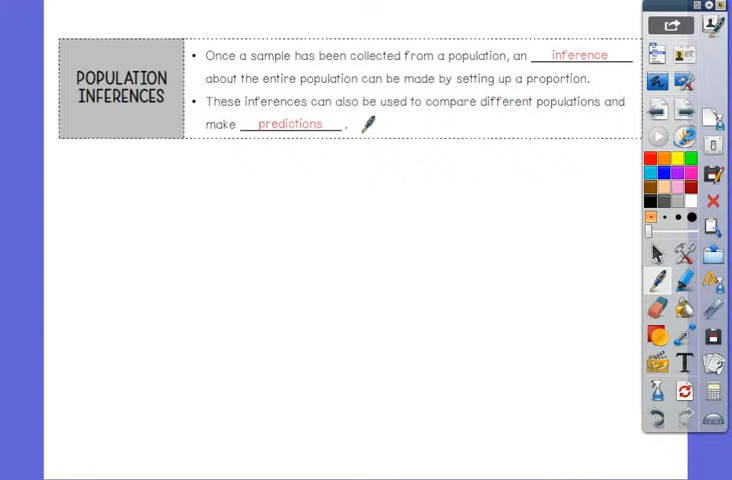 POPULATION
INFERENCES
• Once a sample has been collected from a population, an inference
about the entire population can be made by setting up a proportion.
• These inferences can also be used to compare different populations and
make predictions .
T